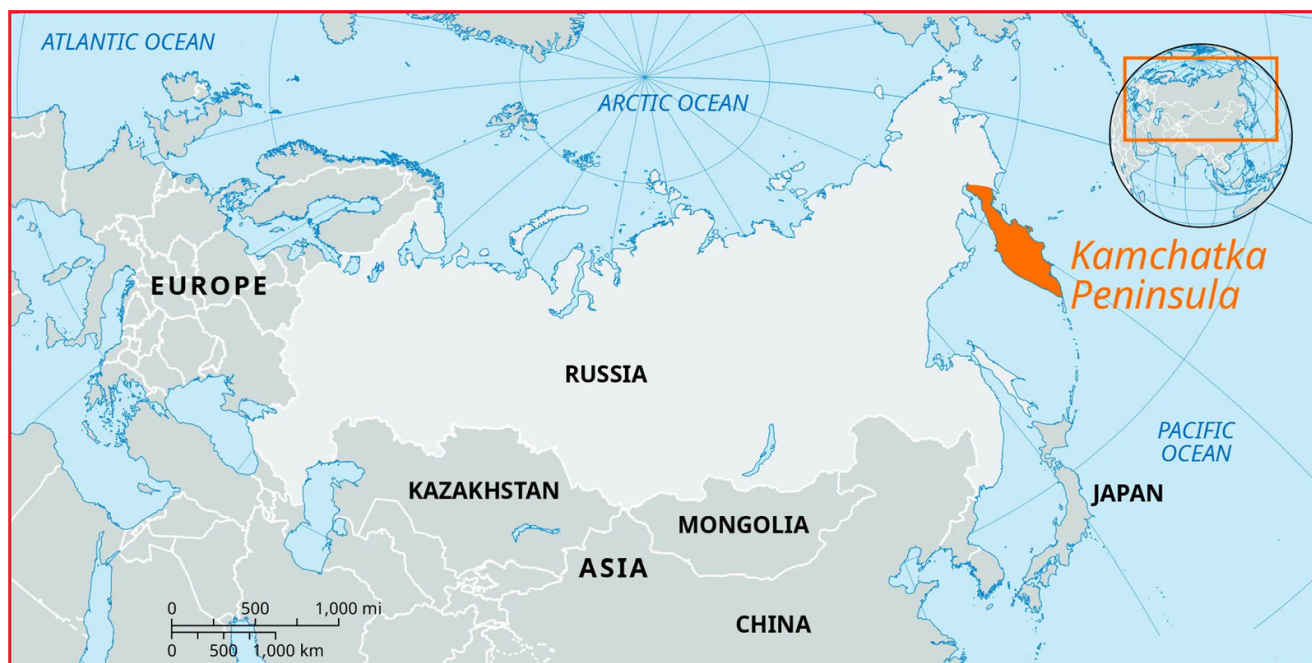 ATLANTIC OCEAN
ARCTIC OCEAN
Kamchatka
Peninsula
EUROPE
RUSSIA
PACIFIC
OCEAN
KAZAKHSTAN
JAPAN
MONGOLIA
ASIA
CHINA
0 500 1,000 mi
0 500 1,000 km